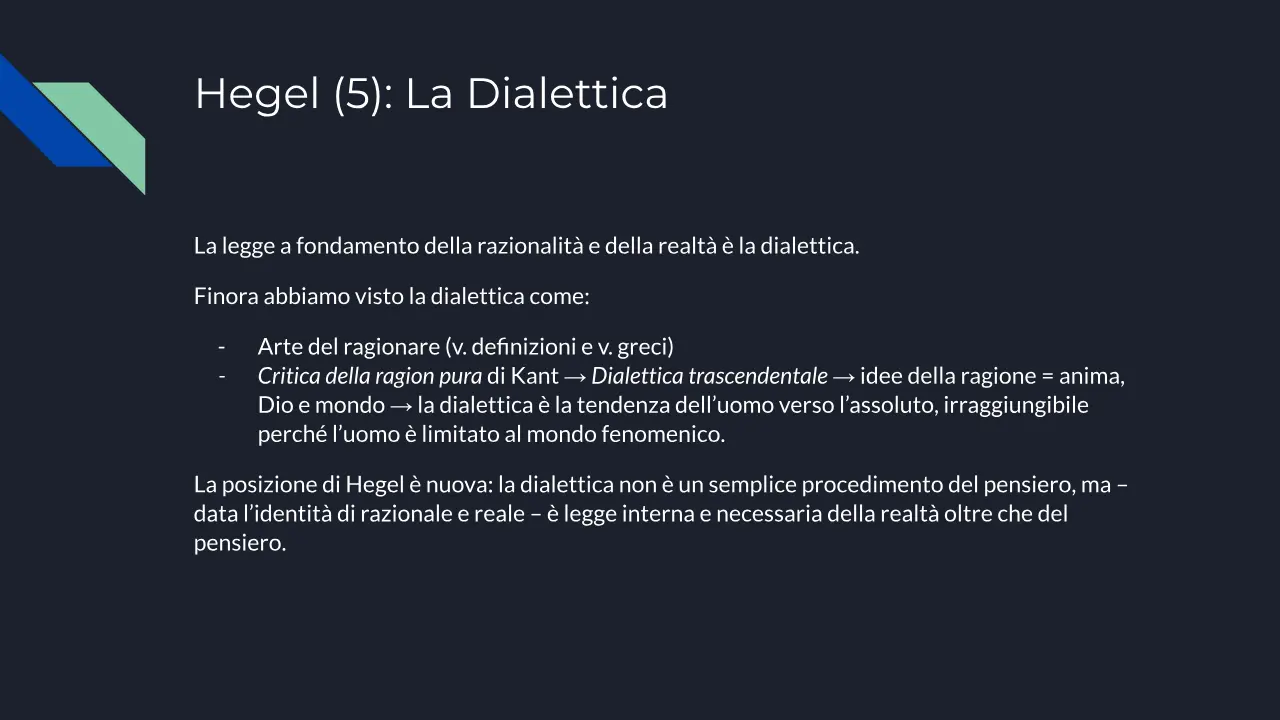 Hegel (5): La Dialettica
La legge a fondamento della razionalità e della realtà è la dialettica.
Finora abbiamo visto la dialettica come:
- Arte del ragionare (v. definizioni e v. greci)
- Critica della ragion pura di Kant → Dialettica trascendentale → idee della ragione = anima,
Dio e mondo → la dialettica è la tendenza dell’uomo verso l’assoluto, irraggiungibile
perché l’uomo è limitato al mondo fenomenico.
La posizione di Hegel è nuova: la dialettica non è un semplice procedimento del pensiero, ma –
data l’identità di razionale e reale – è legge interna e necessaria della realtà oltre che del
pensiero.